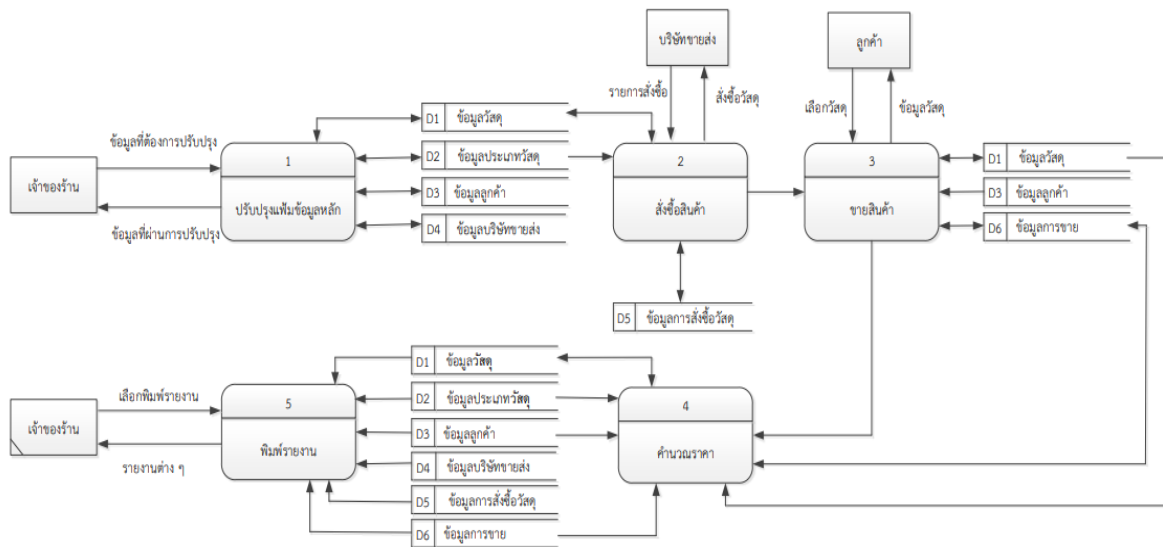 บริษัทขายส่ง
ลูกค้า
รายการสั่งซื้อ
สั่งซื้อวัสดุ
เลือกวัสดุ
ข้อมูลวัสดุ
ข้อมูลที่ต้องการปรับปรุง
เจ้าของร้าน
ข้อมูลที่ผ่านการปรับปรุง
1
ปรับปรุงแฟ้มข้อมูลหลัก
D1 ข้อมูลวัสดุ
D2 ข้อมูลประเภทวัสดุ
D3 ข้อมูลลูกค้า
D4 ข้อมูลบริษัทขายส่ง
2
สั่งซื้อสินค้า
3
ขายสินค้า
D1 ข้อมูลวัสดุ
D3 ข้อมูลลูกค้า
D6 ข้อมูลการขาย
D5 ข้อมูลการสั่งซื้อวัสดุ
เลือกพิมพ์รายงาน
เจ้าของร้าน
รายงานต่าง ๆ
5
พิมพ์รายงาน
D1 ข้อมูลวัสดุ
D2 ข้อมูลประเภทวัสดุ
D3 ข้อมูลลูกค้า
D4 ข้อมูลบริษัทขายส่ง
D5 ข้อมูลการสั่งซื้อวัสดุ
D6 ข้อมูลการขาย
4
คำนวณราคา